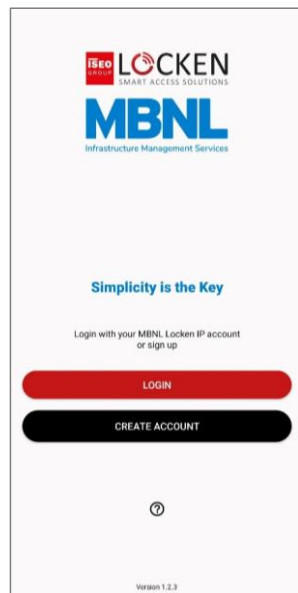 ISEO
GROUP
LOCKEN
SMART ACCESS SOLUTIONS
MBNL
Infrastructure Management Services
Simplicity is the Key
Login with your MBNL Locken IP account
or sign up
LOGIN
CREATE ACCOUNT
?
Version 1.2.3